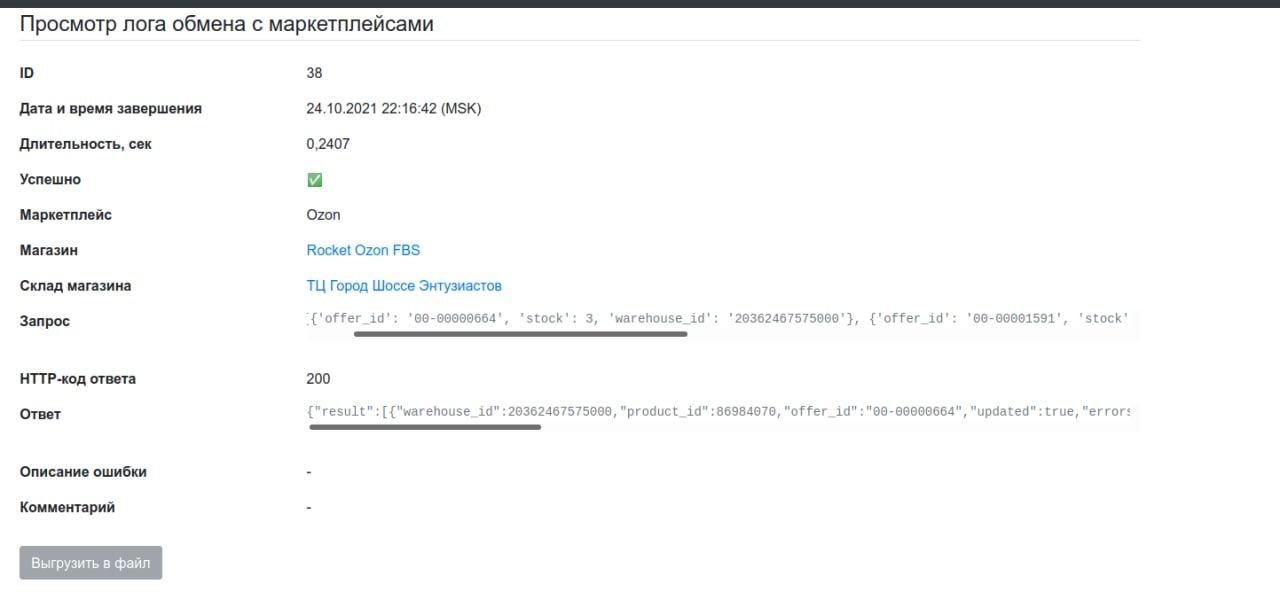 Просмотр лога обмена с маркетплейсами
ID 38
Дата и время завершения 24.10.2021 22:16:42 (MSK)
Длительность, сек 0,2407
Успешно ✅
Маркетплейс Ozon
Магазин Rocket Ozon FBS
Склад магазина ТЦ Город Шоссе Энтузиастов
Запрос [{'offer_id': '00-00000664', 'stock': 3, 'warehouse_id': '20362467575000'}, {'offer_id': '00-00001591', 'stock'
HTTP-код ответа 200
Ответ {"result":[{"warehouse_id":20362467575000,"product_id":86984070,"offer_id":"00-00000664","updated":true,"errors
Описание ошибки -
Комментарий -
Выгрузить в файл